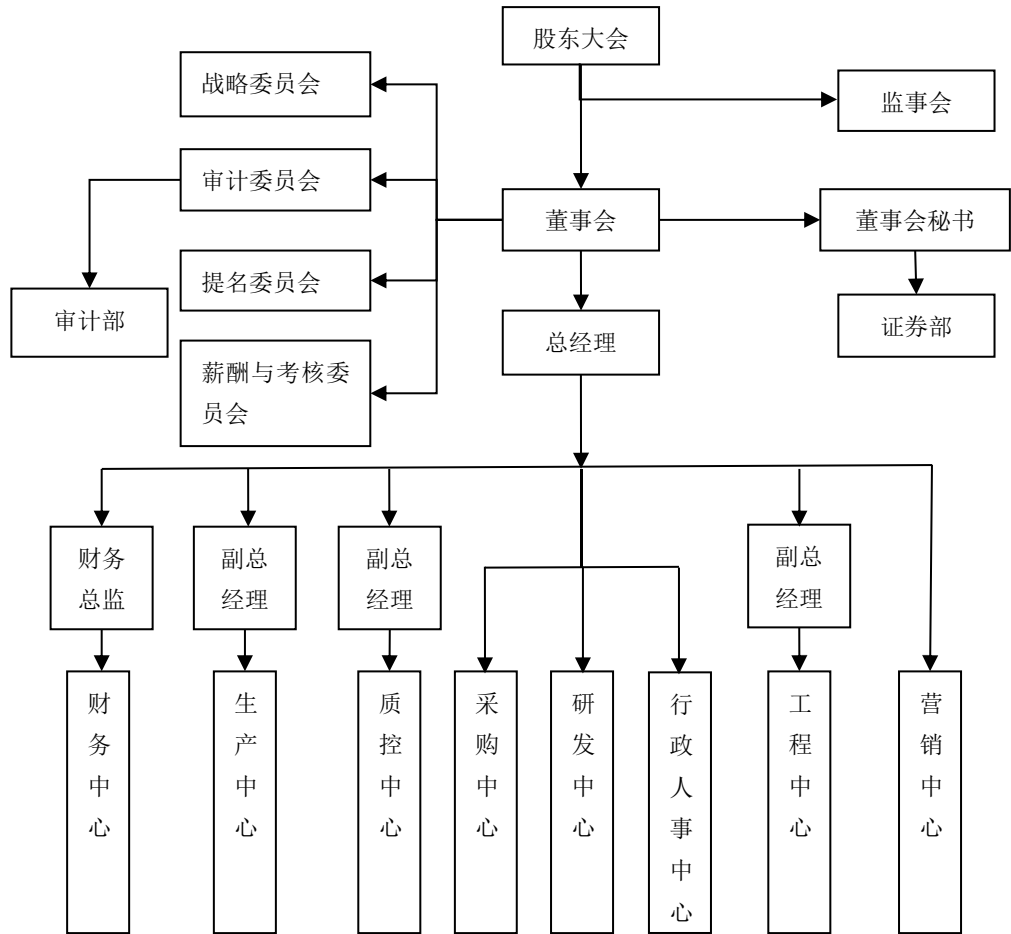 股东大会
战略委员会
监事会
审计委员会
董事会
董事会秘书
提名委员会
审计部
总经理
证券部
薪酬与考核委
员会
财务
总监
副总
经理
副总
经理
副总
经理
财务中心
生产中心
质控中心
采购中心
研发中心
行政人事中心
工程中心
营销中心